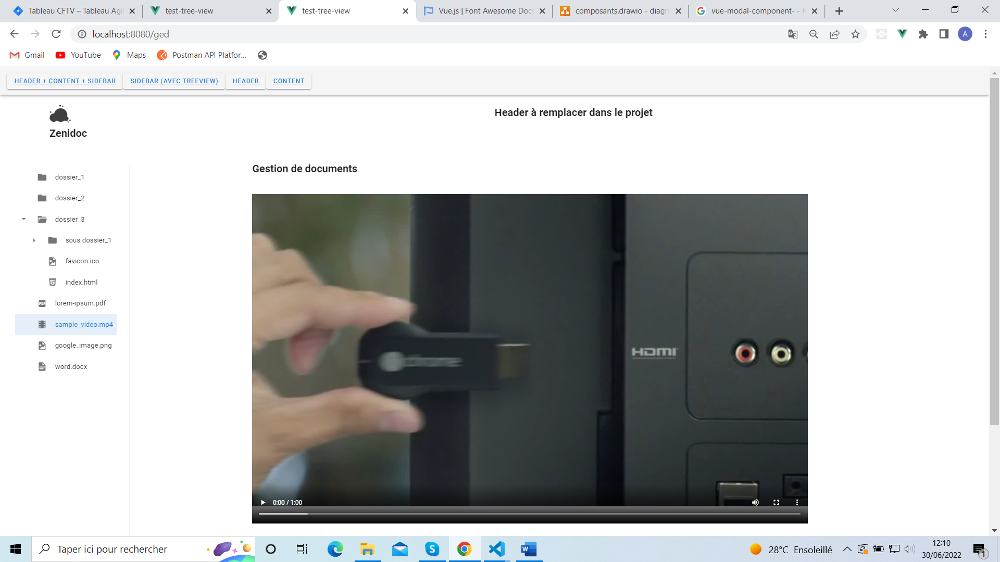 Tableau CFTV – Tableau Agil
test-tree-view
test-tree-view
Vue.js | Font Awesome Docs
composants.drawio - diagra
vue-modal-component- - R
localhost:8080/ged
A
Gmail
YouTube
Maps
Postman API Platfor...
HEADER + CONTENT + SIDEBAR
SIDEBAR (AVEC TREEVIEW)
HEADER
CONTENT
Zenidoc
Header à remplacer dans le projet
Gestion de documents
dossier_1
dossier_2
dossier_3
sous dossier_1
favicon.ico
index.html
lorem-ipsum.pdf
sample_video.mp4
google_image.png
word.docx
HDMI
0:00 / 1:00
Taper ici pour rechercher
28°C Ensoleillé
12:10
30/06/2022
1